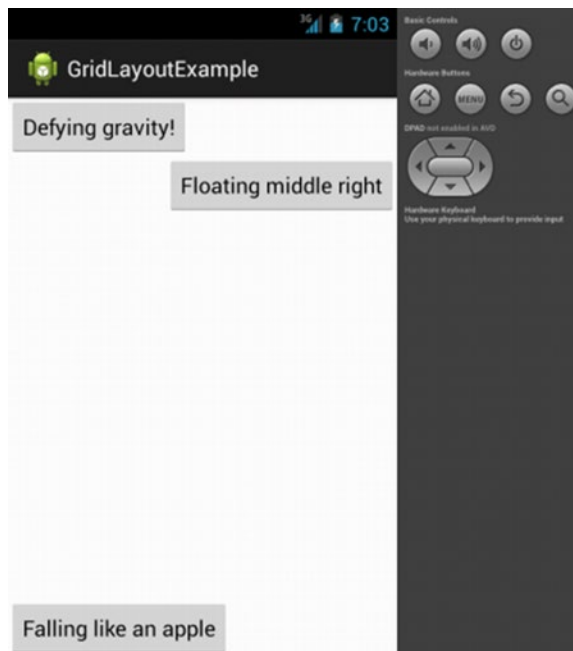 3G 7:03
GridLayoutExample
Defying gravity!
Floating middle right
Falling like an apple
Basic Controls
Hardware Buttons
MENU
DPAD not enabled in AVD
Hardware Keyboard
Use your physical keyboard to provide input